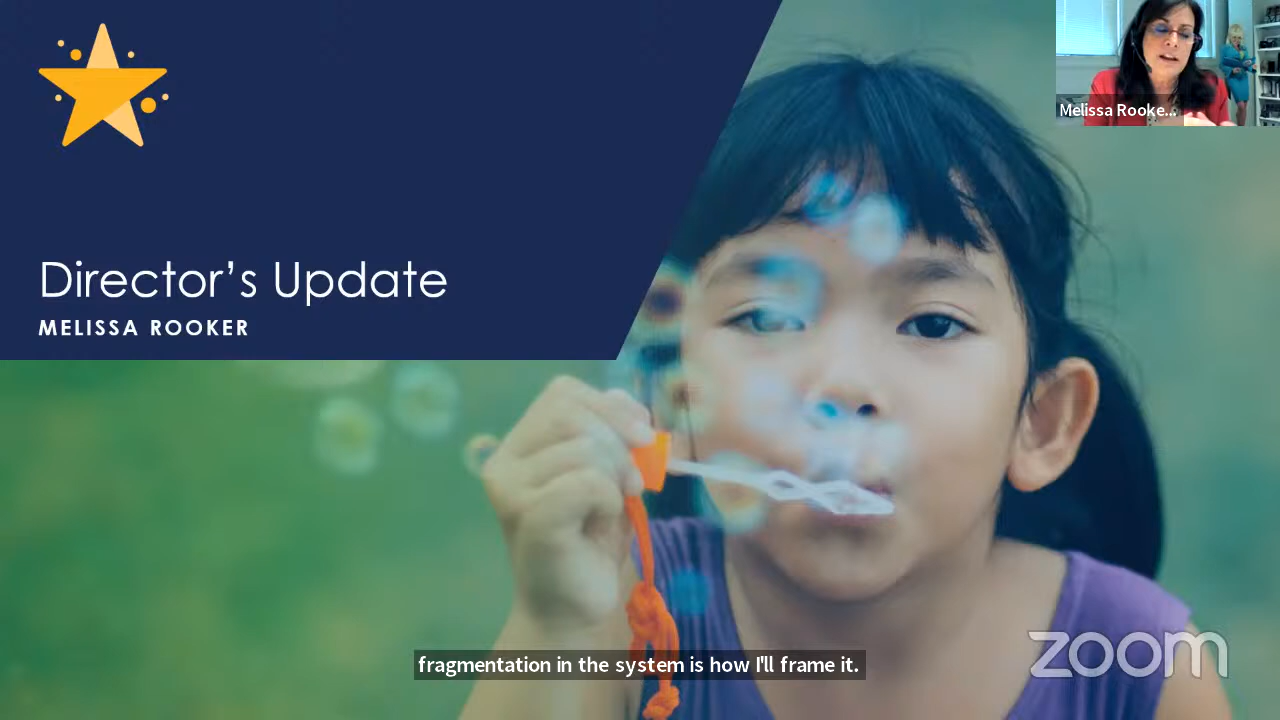 Director's Update
MELISSA ROOKER
Melissa Rooke...
fragmentation in the system is how I'll frame it.
zoom